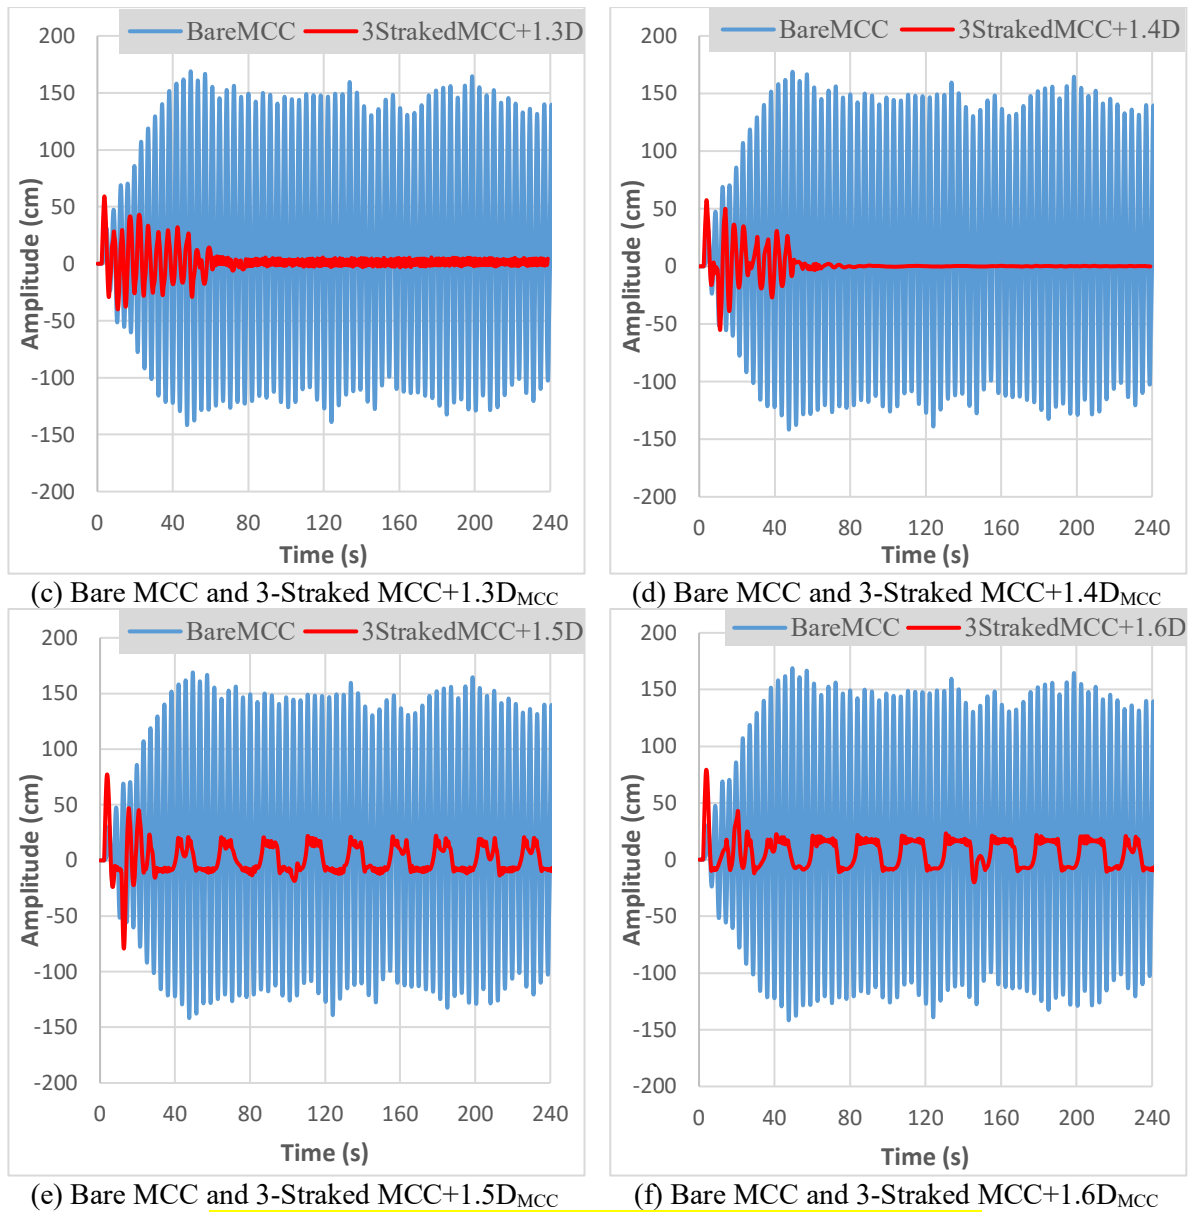 BareMCC 3StrakedMCC+1.3D
200
150
100
50
0
-50
-100
-150
-200
Amplitude (cm)
0 40 80 120 160 200 240
Time (s)
(c) Bare MCC and 3-Straked MCC+1.3DMCC
BareMCC 3StrakedMCC+1.4D
200
150
100
50
0
-50
-100
-150
-200
Amplitude (cm)
0 40 80 120 160 200 240
Time (s)
(d) Bare MCC and 3-Straked MCC+1.4DMCC
BareMCC 3StrakedMCC+1.5D
200
150
100
50
0
-50
-100
-150
-200
Amplitude (cm)
0 40 80 120 160 200 240
Time (s)
(e) Bare MCC and 3-Straked MCC+1.5DMCC
BareMCC 3StrakedMCC+1.6D
200
150
100
50
0
-50
-100
-150
-200
Amplitude (cm)
0 40 80 120 160 200 240
Time (s)
(f) Bare MCC and 3-Straked MCC+1.6DMCC